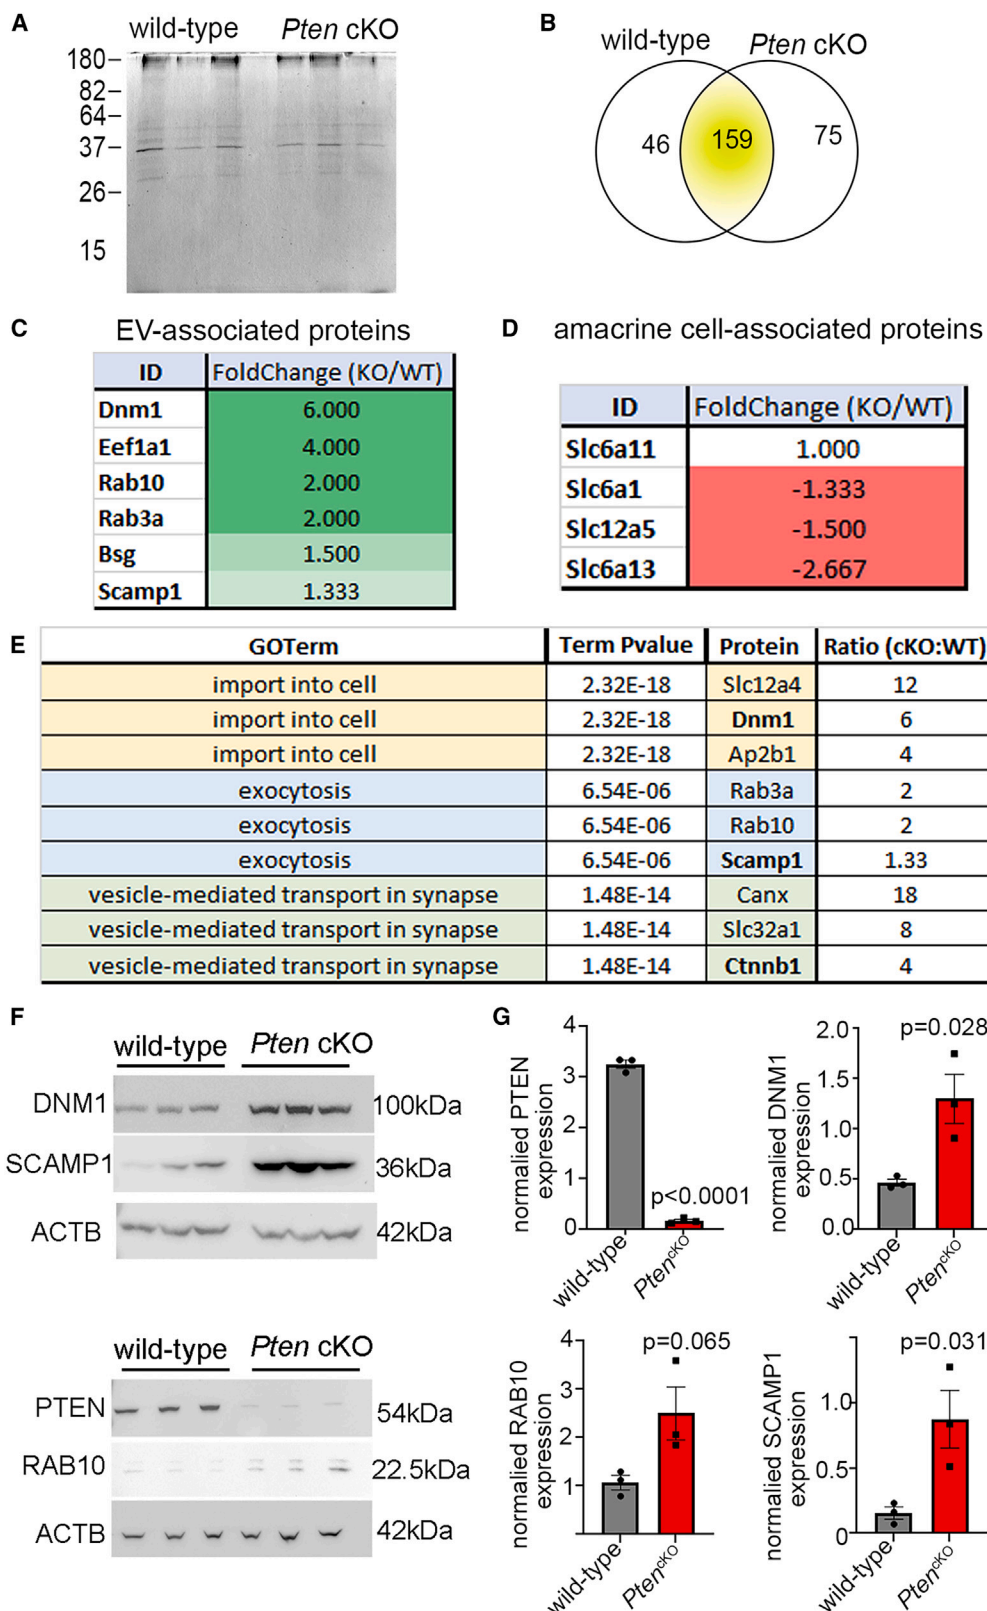 A
wild-type Pten cKO
180
82
64
37
26
15
B
wild-type Pten cKO
46 159 75
C EV-associated proteins
ID FoldChange (KO/WT)
Dnm1 6.000
Eef1a1 4.000
Rab10 2.000
Rab3a 2.000
Bsg 1.500
Scamp1 1.333
D amacrine cell-associated proteins
ID FoldChange (KO/WT)
Slc6a11 1.000
Slc6a1 -1.333
Slc12a5 -1.500
Slc6a13 -2.667
E
GOTerm Term Pvalue Protein Ratio (cKO:WT)
import into cell 2.32E-18 Slc12a4 12
import into cell 2.32E-18 Dnm1 6
import into cell 2.32E-18 Ap2b1 4
exocytosis 6.54E-06 Rab3a 2
exocytosis 6.54E-06 Rab10 2
exocytosis 6.54E-06 Scamp1 1.33
vesicle-mediated transport in synapse 1.48E-14 Canx 18
vesicle-mediated transport in synapse 1.48E-14 Slc32a1 8
vesicle-mediated transport in synapse 1.48E-14 Ctnnb1 4
F
wild-type Pten cKO
DNM1 100kDa
SCAMP1 36kDa
ACTB 42kDa
wild-type Pten cKO
PTEN 54kDa
RAB10 22.5kDa
ACTB 42kDa
G
normalied PTEN
expression
4
3
2
1
0
p<0.0001
wild-type
PtencKO
normalied DNM1
expression
2.0
1.5
1.0
0.5
0.0
p=0.028
wild-type
PtencKO
normalied RAB10
expression
4
3
2
1
p=0.065
wild-type
PtencKO
normalied SCAMP1
expression
1.0
0.5
0
p=0.031
wild-type
PtencKO